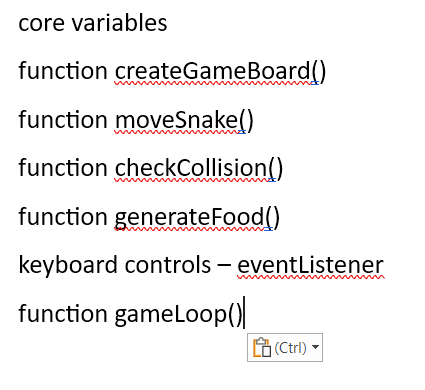 core variables
function createGameBoard()
function moveSnake()
function checkCollision()
function generateFood()
keyboard controls – eventListener
function gameLoop()
(Ctrl)